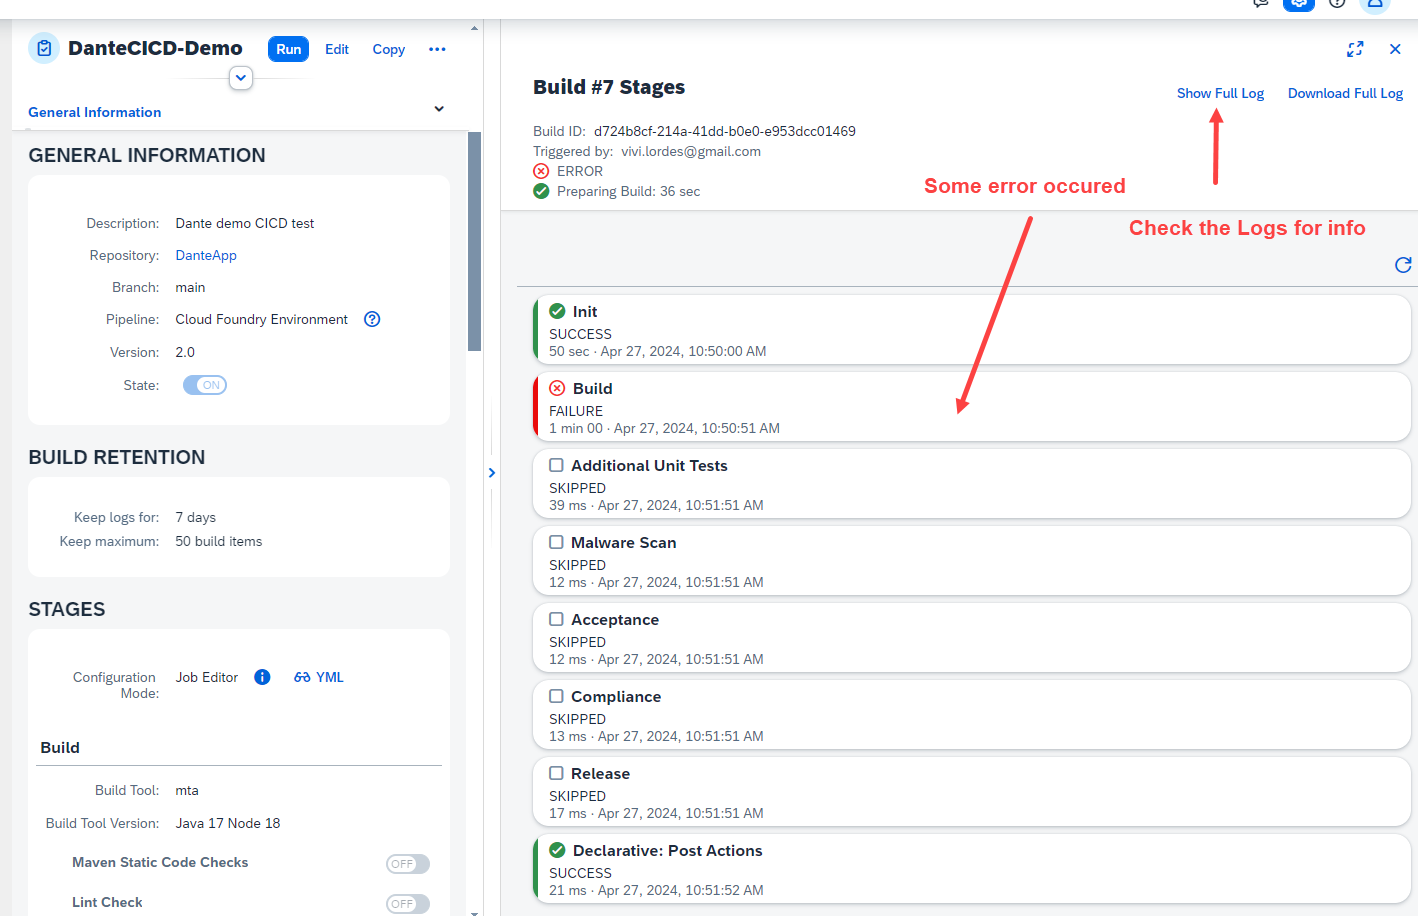 DanteCICD-Demo
Run
Edit
Copy
General Information
GENERAL INFORMATION
Description: Dante demo CICD test
Repository: DanteApp
Branch: main
Pipeline: Cloud Foundry Environment
Version: 2.0
State: ON
BUILD RETENTION
Keep logs for: 7 days
Keep maximum: 50 build items
STAGES
Configuration Mode: Job Editor
YML
Build
Build Tool: mta
Build Tool Version: Java 17 Node 18
Maven Static Code Checks OFF
Lint Check OFF
Build #7 Stages
Show Full Log
Download Full Log
Build ID: d724b8cf-214a-41dd-b0e0-e953dcc01469
Triggered by: vivi.lordes@gmail.com
ERROR
Preparing Build: 36 sec
Some error occured
Check the Logs for info
Init
SUCCESS
50 sec · Apr 27, 2024, 10:50:00 AM
Build
FAILURE
1 min 00 · Apr 27, 2024, 10:50:51 AM
Additional Unit Tests
SKIPPED
39 ms · Apr 27, 2024, 10:51:51 AM
Malware Scan
SKIPPED
12 ms · Apr 27, 2024, 10:51:51 AM
Acceptance
SKIPPED
12 ms · Apr 27, 2024, 10:51:51 AM
Compliance
SKIPPED
13 ms · Apr 27, 2024, 10:51:51 AM
Release
SKIPPED
17 ms · Apr 27, 2024, 10:51:51 AM
Declarative: Post Actions
SUCCESS
21 ms · Apr 27, 2024, 10:51:52 AM